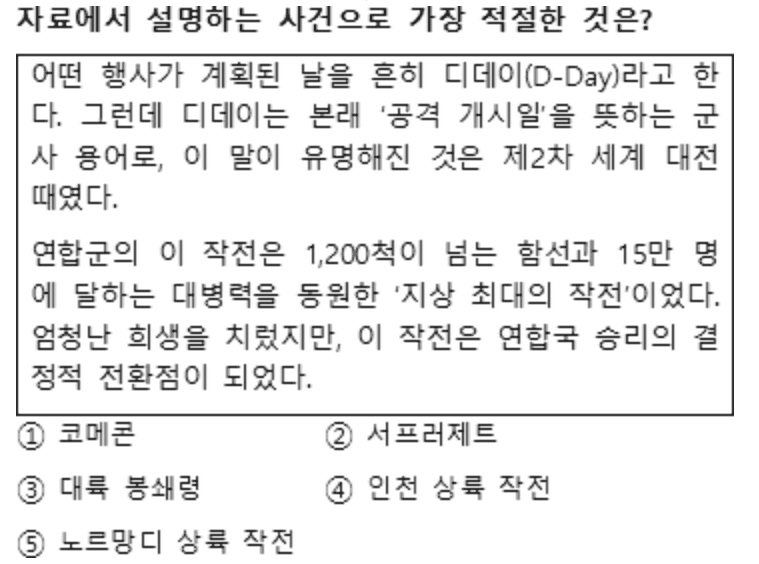 자료에서 설명하는 사건으로 가장 적절한 것은?
어떤 행사가 계획된 날을 흔히 디데이(D-Day)라고 한
다. 그런데 디데이는 본래 ‘공격 개시일’을 뜻하는 군
사 용어로, 이 말이 유명해진 것은 제2차 세계 대전
때였다.
연합군의 이 작전은 1,200척이 넘는 함선과 15만 명
에 달하는 대병력을 동원한 ‘지상 최대의 작전’이었다.
엄청난 희생을 치렀지만, 이 작전은 연합국 승리의 결
정적 전환점이 되었다.
① 코메콘 ② 서프러제트
③ 대륙 봉쇄령 ④ 인천 상륙 작전
⑤ 노르망디 상륙 작전